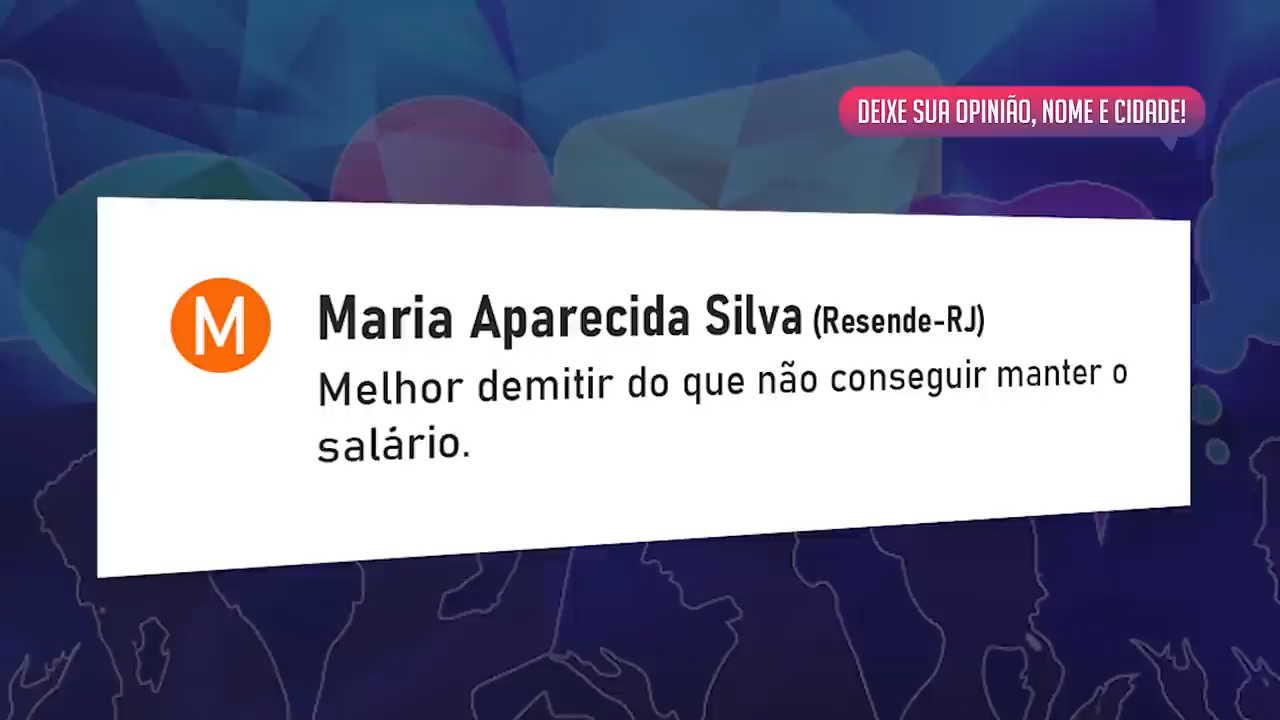 DEIXE SUA OPINIÃO, NOME E CIDADE!
M
Maria Aparecida Silva (Resende-RJ)
Melhor demitir do que não conseguir manter o
salário.